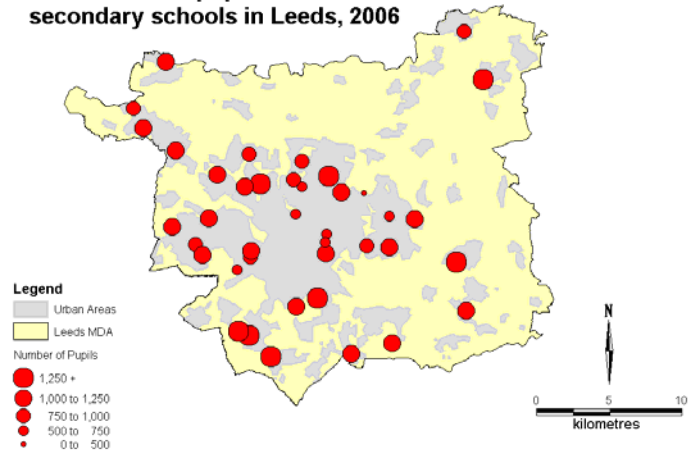 secondary schools in Leeds, 2006
Legend
Urban Areas
Leeds MDA
Number of Pupils
1,250 +
1,000 to 1,250
750 to 1,000
500 to 750
0 to 500
N
0 5 10
kilometres